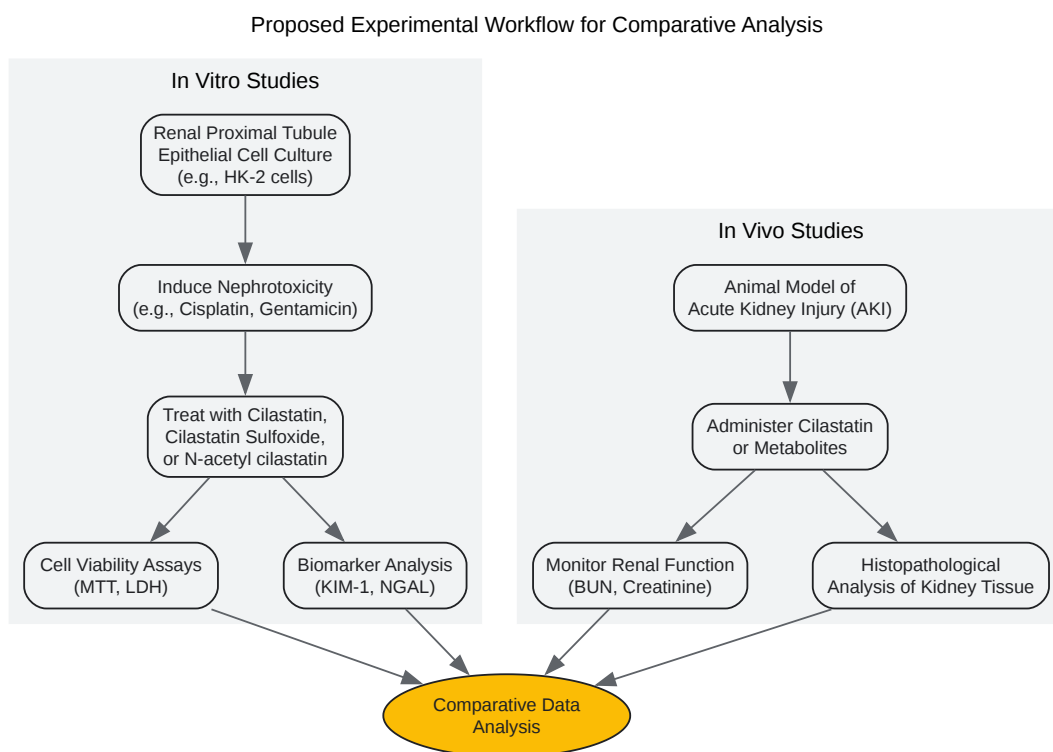 Proposed Experimental Workflow for Comparative Analysis
In Vitro Studies
Renal Proximal Tubule
Epithelial Cell Culture
(e.g., HK-2 cells)
Induce Nephrotoxicity
(e.g., Cisplatin, Gentamicin)
Treat with Cilastatin,
Cilastatin Sulfoxide,
or N-acetyl cilastatin
Cell Viability Assays
(MTT, LDH)
Biomarker Analysis
(KIM-1, NGAL)
In Vivo Studies
Animal Model of
Acute Kidney Injury (AKI)
Administer Cilastatin
or Metabolites
Monitor Renal Function
(BUN, Creatinine)
Histopathological
Analysis of Kidney Tissue
Comparative Data
Analysis